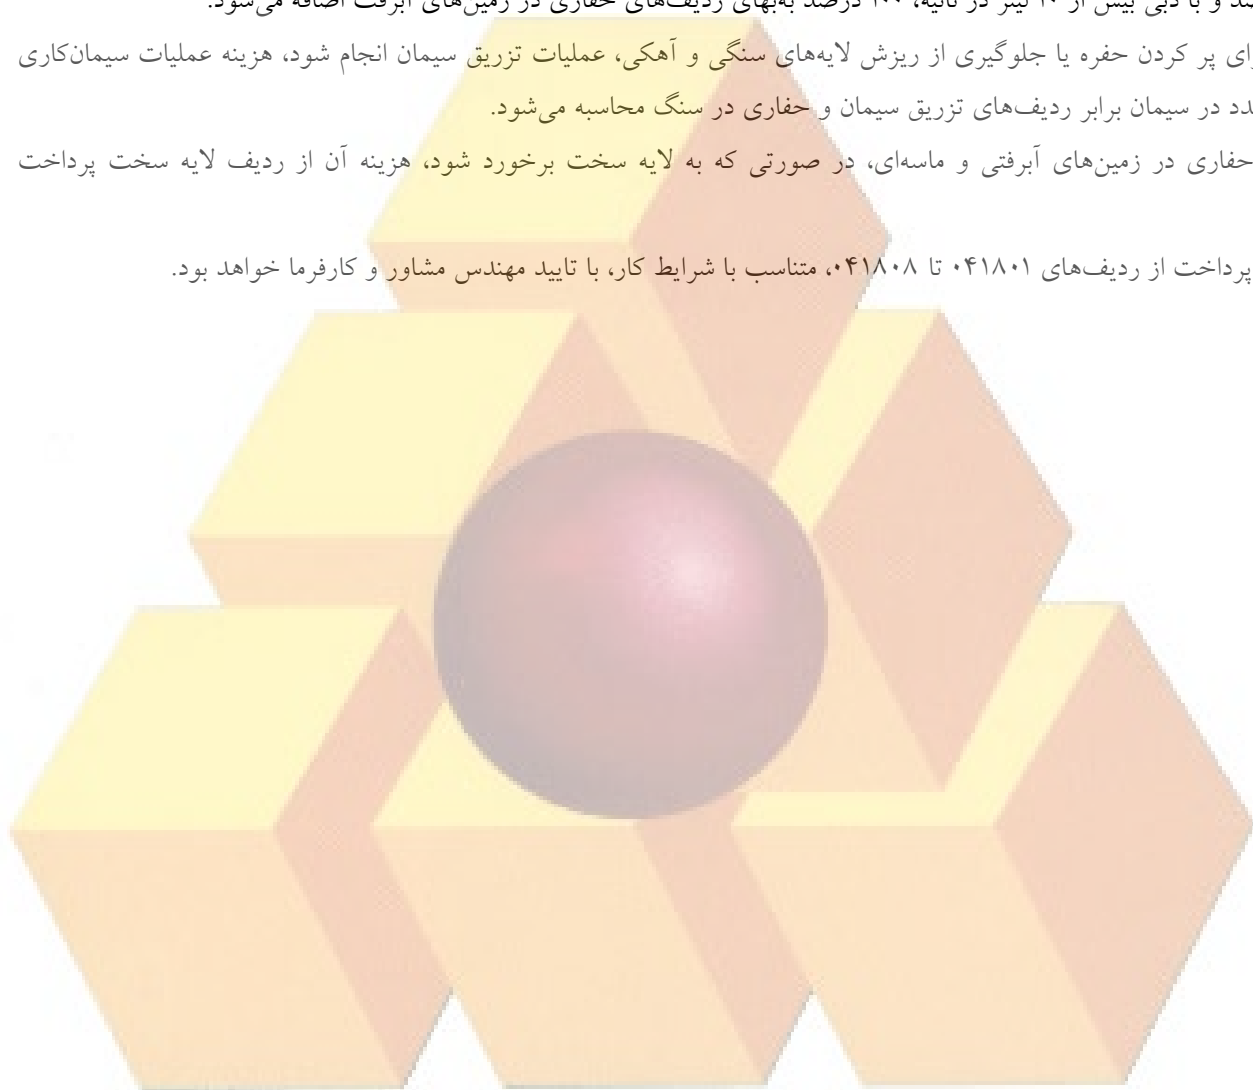 و با دبی بیش از ۲۰ لیتر در ثانیه، ۱۰۰ درصد به‌بهای ردیف‌های حفاری در زمین‌های آبرفت اضافه می‌شود.
پر کردن حفره یا جلوگیری از ریزش لایه‌های سنگی و آهکی، عملیات تزریق سیمان انجام شود، هزینه عملیات سیمان‌کاری
در سیمان برابر ردیف‌های تزریق سیمان و حفاری در سنگ محاسبه می‌شود.
حفاری در زمین‌های آبرفتی و ماسه‌ای، در صورتی که به لایه سخت برخورد شود، هزینه آن از ردیف لایه سخت پرداخت
پرداخت از ردیف‌های ۰۴۱۸۰۱ تا ۰۴۱۸۰۸، متناسب با شرایط کار، با تایید مهندس مشاور و کارفرما خواهد بود.